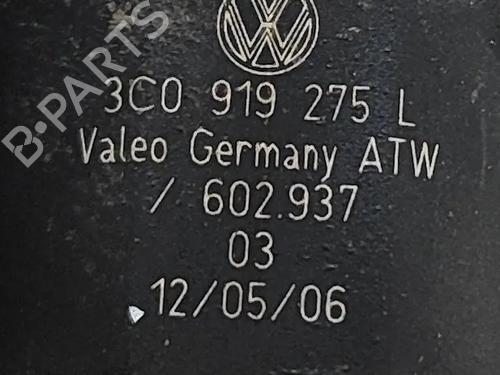 B-PARTS
3C0 919 275 L
Valeo Germany ATW
/ 602.937
03
12/05/06